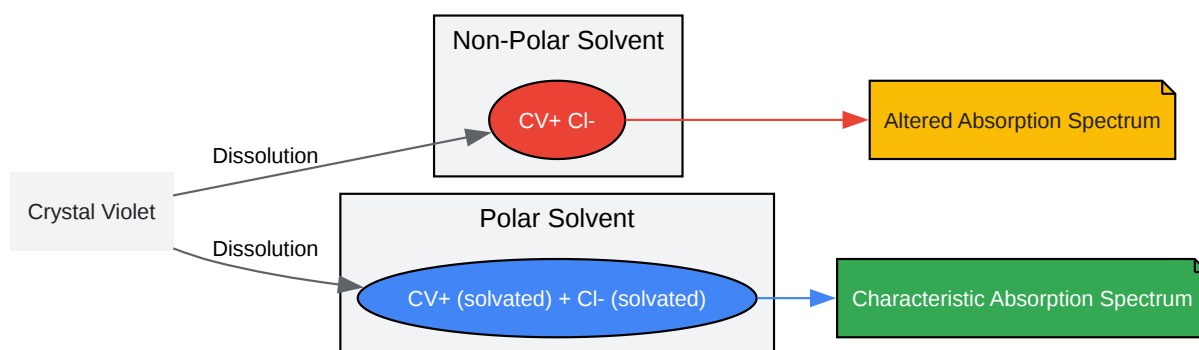 Non-Polar Solvent
CV+ Cl-
Altered Absorption Spectrum
Dissolution
Crystal Violet
Polar Solvent
Dissolution
CV+ (solvated) + Cl- (solvated)
Characteristic Absorption Spectrum